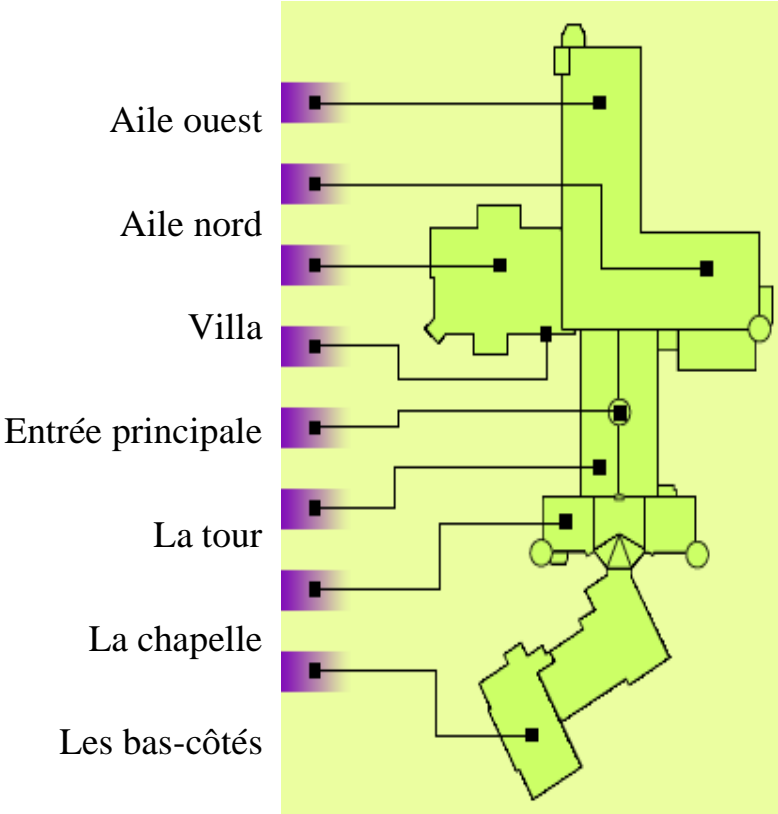 Aile ouest
Aile nord
Villa
Entrée principale
La tour
La chapelle
Les bas-côtés